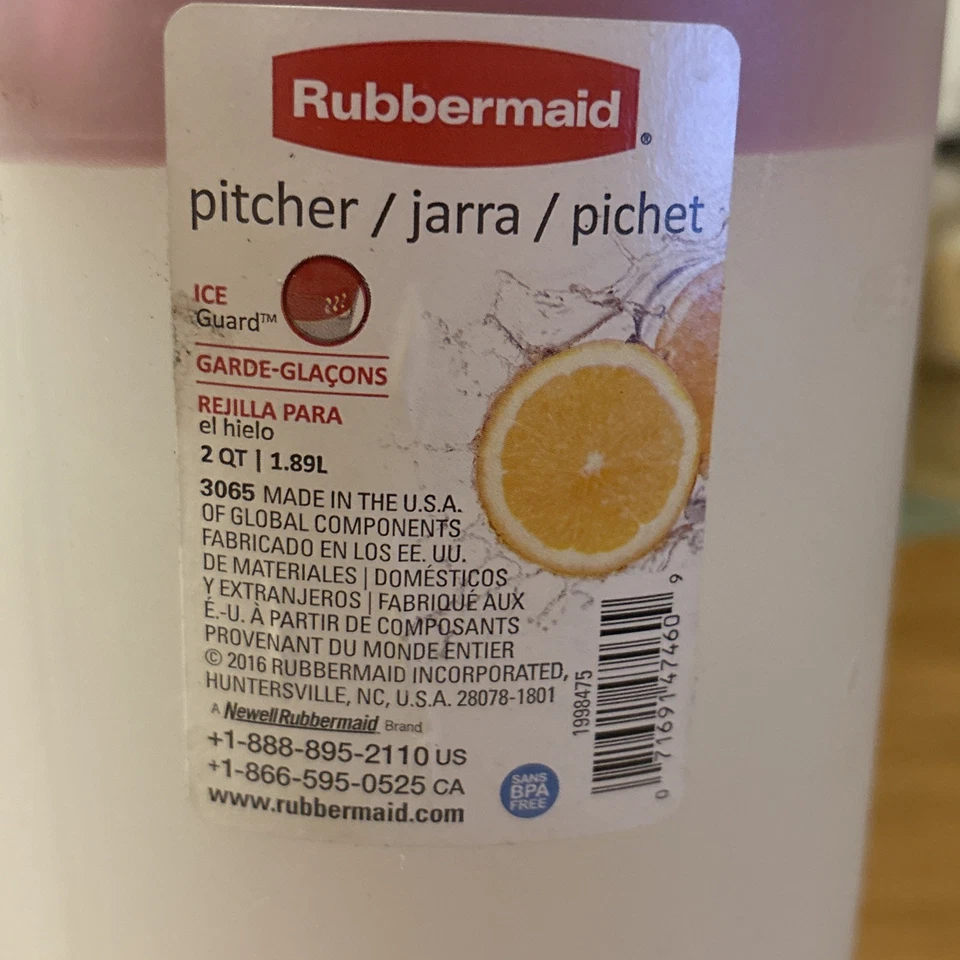 Rubbermaid®
pitcher / jarra / pichet
ICE
Guard™
GARDE-GLAÇONS
REJILLA PARA
el hielo
2 QT | 1.89L
3065 MADE IN THE U.S.A.
OF GLOBAL COMPONENTS
FABRICADO EN LOS EE. UU.
DE MATERIALES | DOMÉSTICOS
Y EXTRANJEROS | FABRIQUÉ AUX
É.-U. À PARTIR DE COMPOSANTS
PROVENANT DU MONDE ENTIER
© 2016 RUBBERMAID INCORPORATED,
HUNTERSVILLE, NC, U.S.A. 28078-1801
A NewellRubbermaid Brand
+1-888-895-2110 US
+1-866-595-0525 CA
www.rubbermaid.com
SANS
BPA
FREE
1998475
0 71691 47460 9